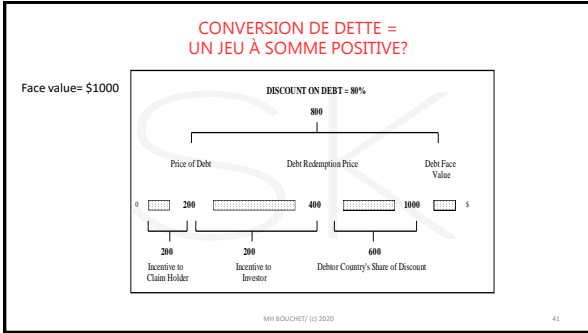 CONVERSION DE DETTE =
UN JEU À SOMME POSITIVE?
Face value= $1000
DISCOUNT ON DEBT = 80%
800
Price of Debt
Debt Redemption Price
Debt Face
Value
0 200 400 1000 $
200
200
600
Incentive to
Claim Holder
Incentive to
Investor
Debtor Country's Share of Discount
SK
MH BOUCHET/ (c) 2020
41